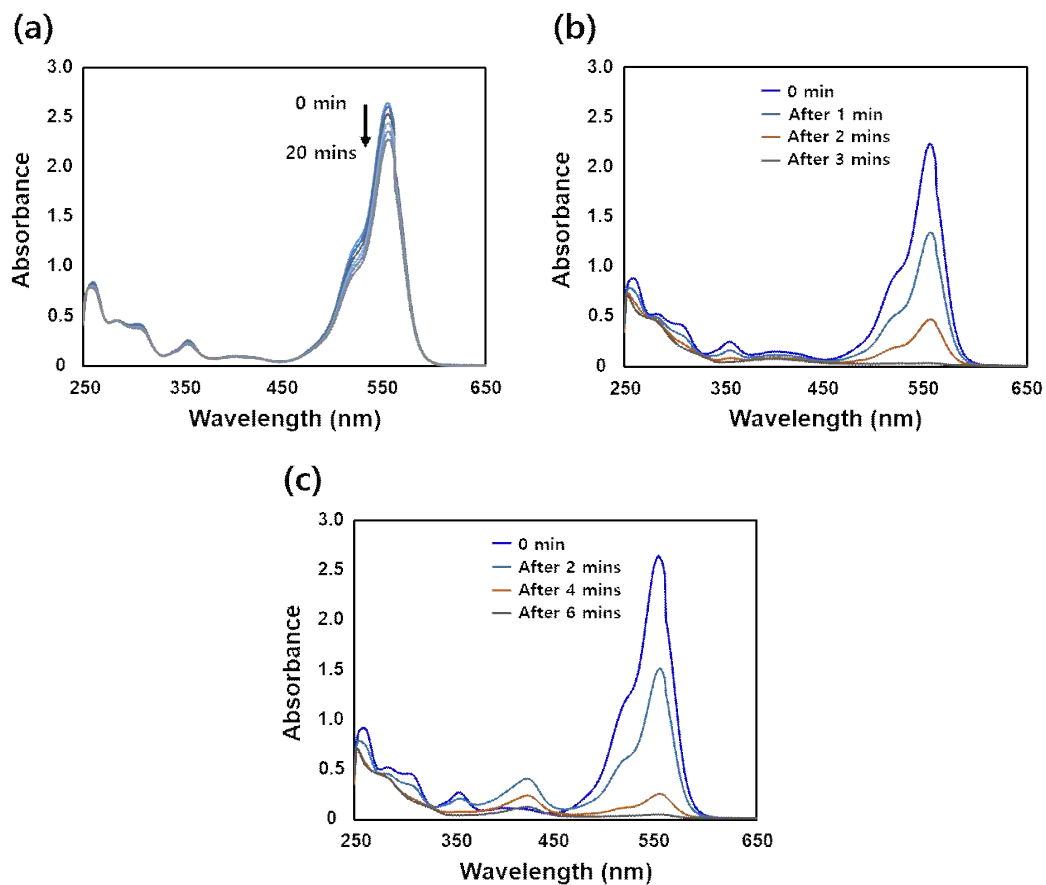 (a)
3.0
2.5
2.0
1.5
1.0
0.5
0
250
350
450
550
650
Absorbance
Wavelength (nm)
0 min
20 mins
(b)
3.0
2.5
2.0
1.5
1.0
0.5
0
250
350
450
550
650
Absorbance
Wavelength (nm)
0 min
After 1 min
After 2 mins
After 3 mins
(c)
3.0
2.5
2.0
1.5
1.0
0.5
0
250
350
450
550
650
Absorbance
Wavelength (nm)
0 min
After 2 mins
After 4 mins
After 6 mins